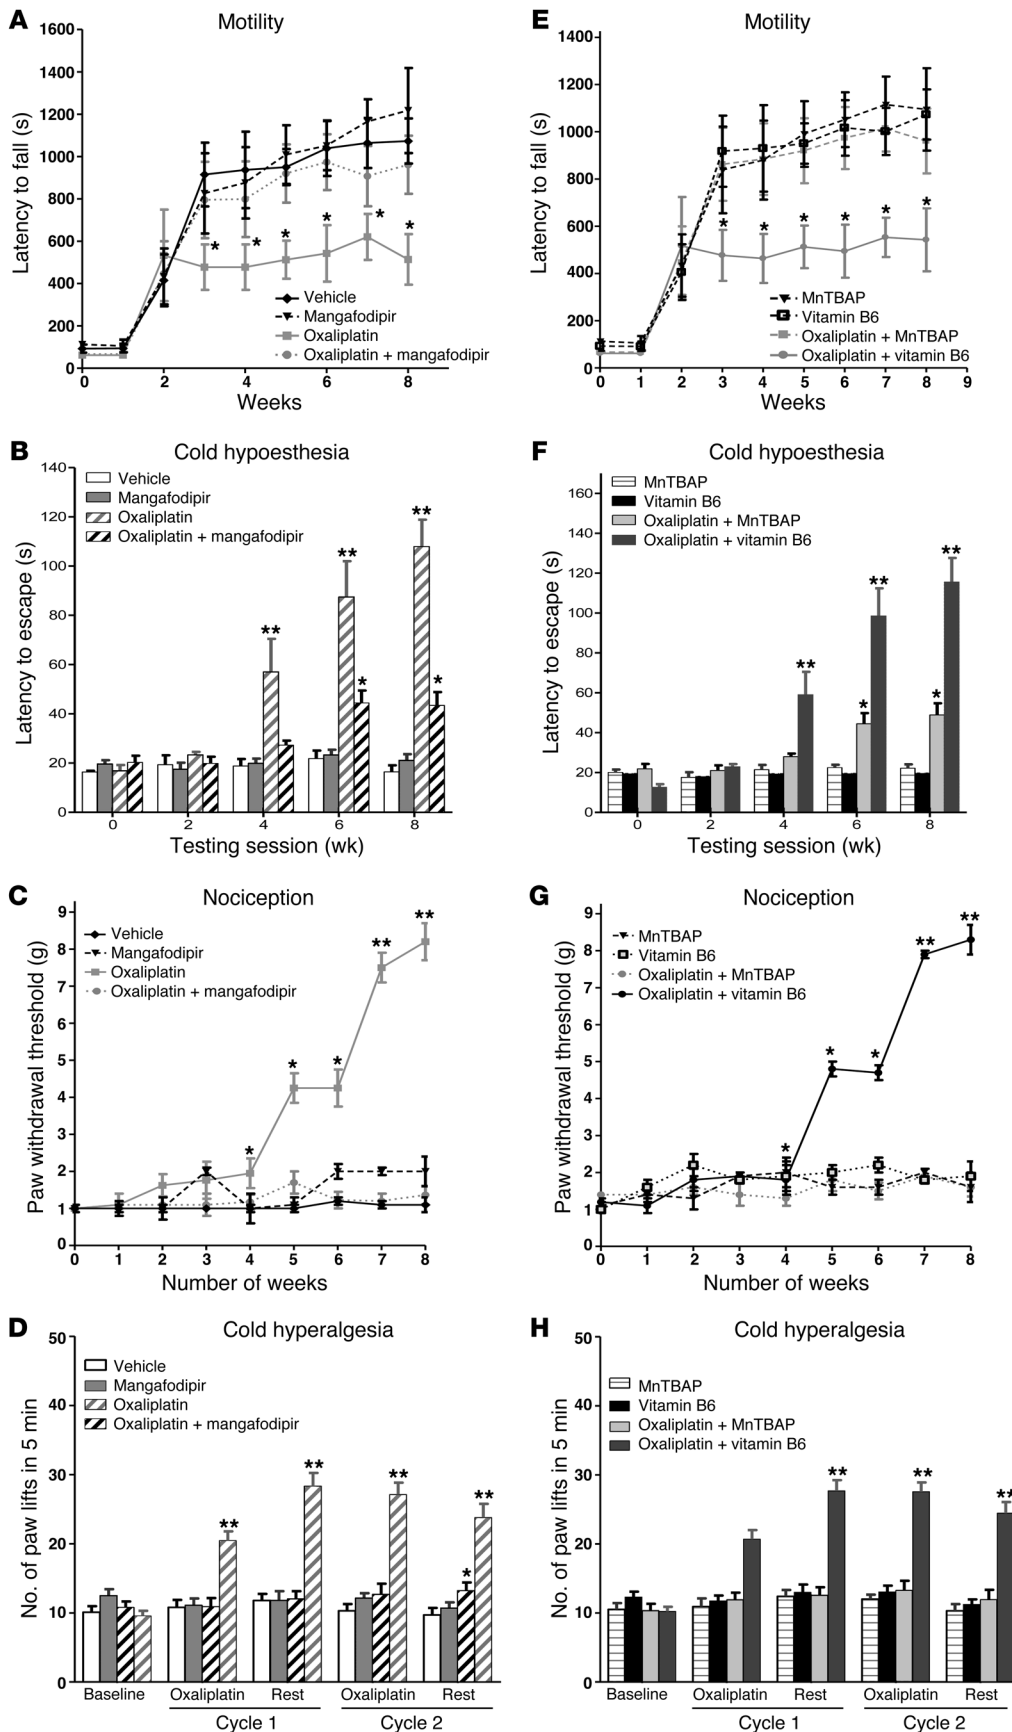 A
Motility
1600
1400
1200
1000
800
600
400
200
0
Latency to fall (s)
* * * * * *
Vehicle
Mangafodipir
Oxaliplatin
Oxaliplatin + mangafodipir
0 2 4 6 8
Weeks
E
Motility
1400
1200
1000
800
600
400
200
0
Latency to fall (s)
* * * * * *
MnTBAP
Vitamin B6
Oxaliplatin + MnTBAP
Oxaliplatin + vitamin B6
0 1 2 3 4 5 6 7 8 9
Weeks
B
Cold hypoesthesia
140
120
100
80
60
40
20
0
Latency to escape (s)
Vehicle
Mangafodipir
Oxaliplatin
Oxaliplatin + mangafodipir
** ** * ** *
0 2 4 6 8
Testing session (wk)
F
Cold hypoesthesia
160
140
120
100
80
60
40
20
0
Latency to escape (s)
MnTBAP
Vitamin B6
Oxaliplatin + MnTBAP
Oxaliplatin + vitamin B6
** * ** * **
0 2 4 6 8
Testing session (wk)
C
Nociception
9
8
7
6
5
4
3
2
1
0
Paw withdrawal threshold (g)
Vehicle
Mangafodipir
Oxaliplatin
Oxaliplatin + mangafodipir
* * * ** **
0 1 2 3 4 5 6 7 8
Number of weeks
G
Nociception
9
8
7
6
5
4
3
2
1
0
Paw withdrawal threshold (g)
MnTBAP
Vitamin B6
Oxaliplatin + MnTBAP
Oxaliplatin + vitamin B6
* * * ** **
0 1 2 3 4 5 6 7 8
Number of weeks
D
Cold hyperalgesia
50
40
30
20
10
0
No. of paw lifts in 5 min
Vehicle
Mangafodipir
Oxaliplatin
Oxaliplatin + mangafodipir
** ** ** * **
Baseline Oxaliplatin Rest Oxaliplatin Rest
Cycle 1 Cycle 2
H
Cold hyperalgesia
50
40
30
20
10
0
No. of paw lifts in 5 min
MnTBAP
Vitamin B6
Oxaliplatin + MnTBAP
Oxaliplatin + vitamin B6
** ** **
Baseline Oxaliplatin Rest Oxaliplatin Rest
Cycle 1 Cycle 2